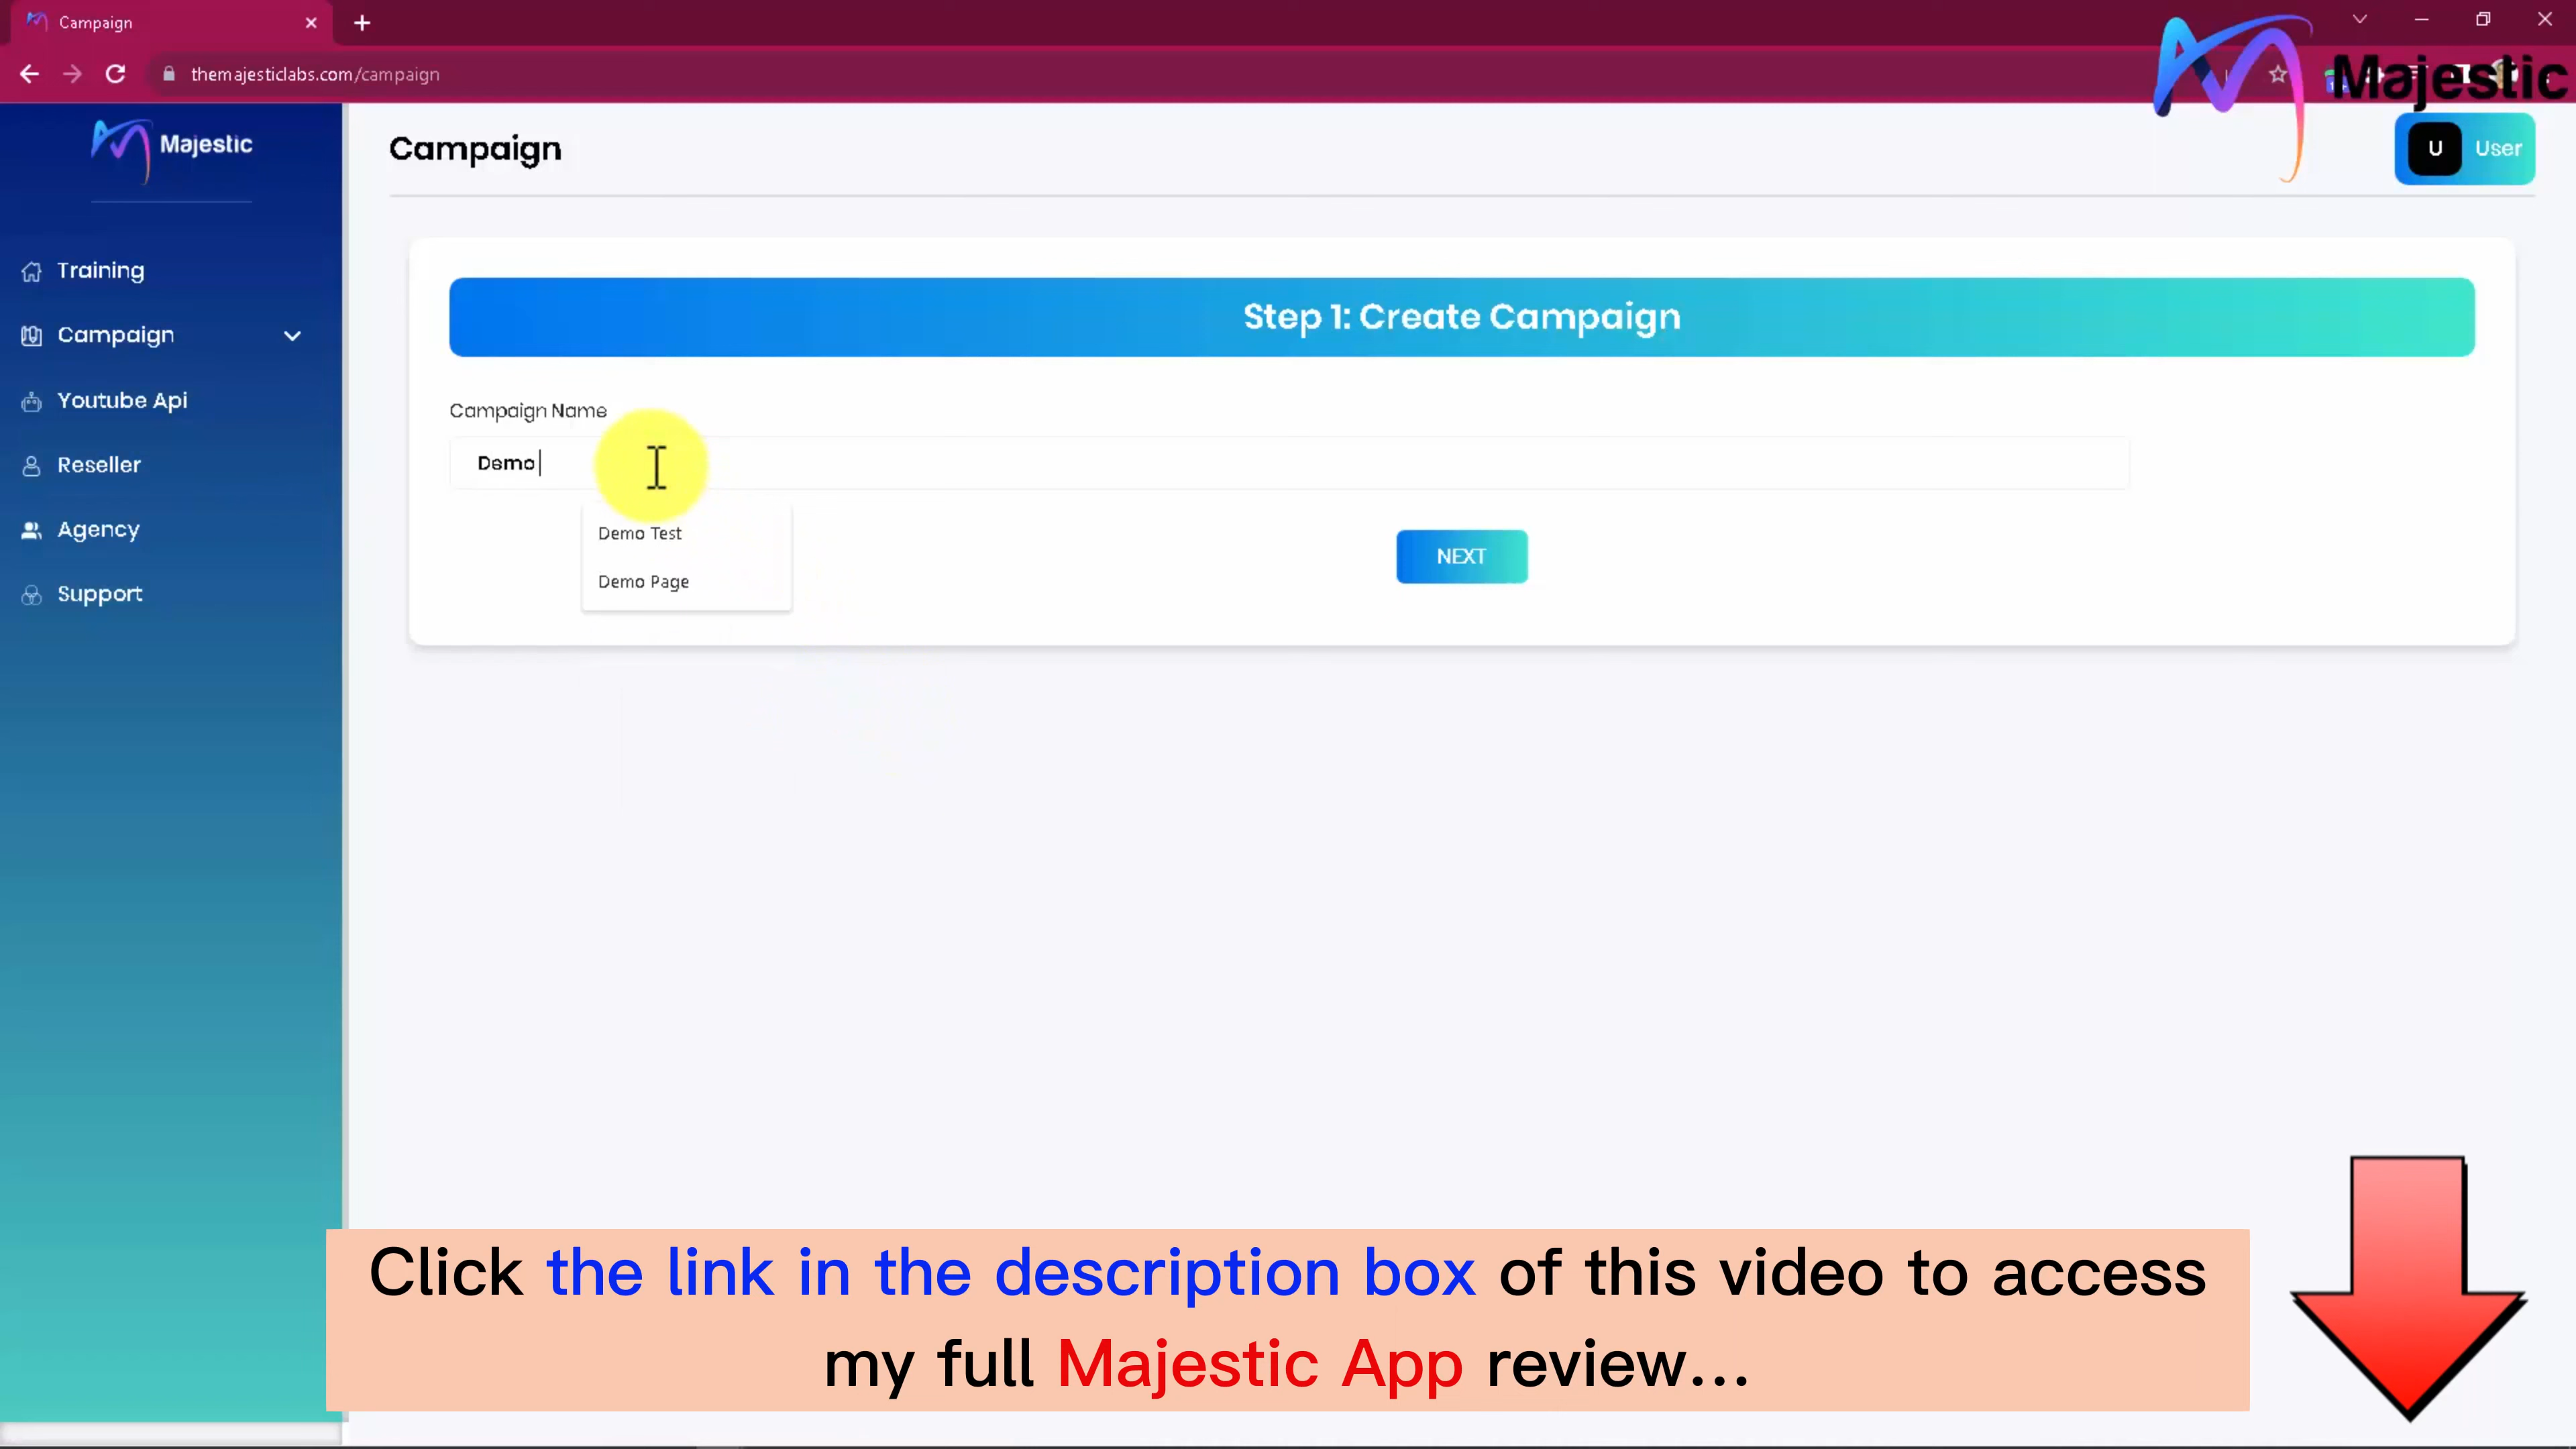 Campaign
themajesticlabs.com/campaign
Majestic
Majestic
Campaign
U User
Training
Campaign
Youtube Api
Reseller
Agency
Support
Step 1: Create Campaign
Campaign Name
Demo
Demo Test
Demo Page
NEXT
Click the link in the description box of this video to access
my full Majestic App review...